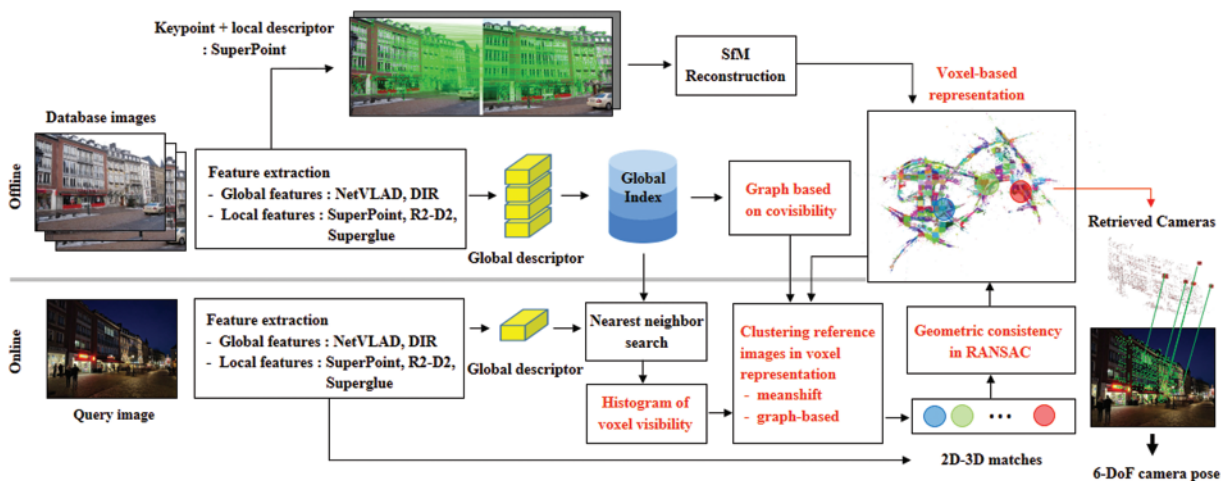 Keypoint + local descriptor
: SuperPoint
SfM
Reconstruction
Voxel-based
representation
Database images
Offline
Feature extraction
- Global features : NetVLAD, DIR
- Local features : SuperPoint, R2-D2,
Superglue
Global descriptor
Global
Index
Graph based
on covisibility
Retrieved Cameras
Online
Query image
Feature extraction
- Global features : NetVLAD, DIR
- Local features : SuperPoint, R2-D2,
Superglue
Global descriptor
Nearest neighbor
search
Histogram of
voxel visibility
Clustering reference
images in voxel
representation
- meanshift
- graph-based
Geometric consistency
in RANSAC
...
2D-3D matches
6-DoF camera pose